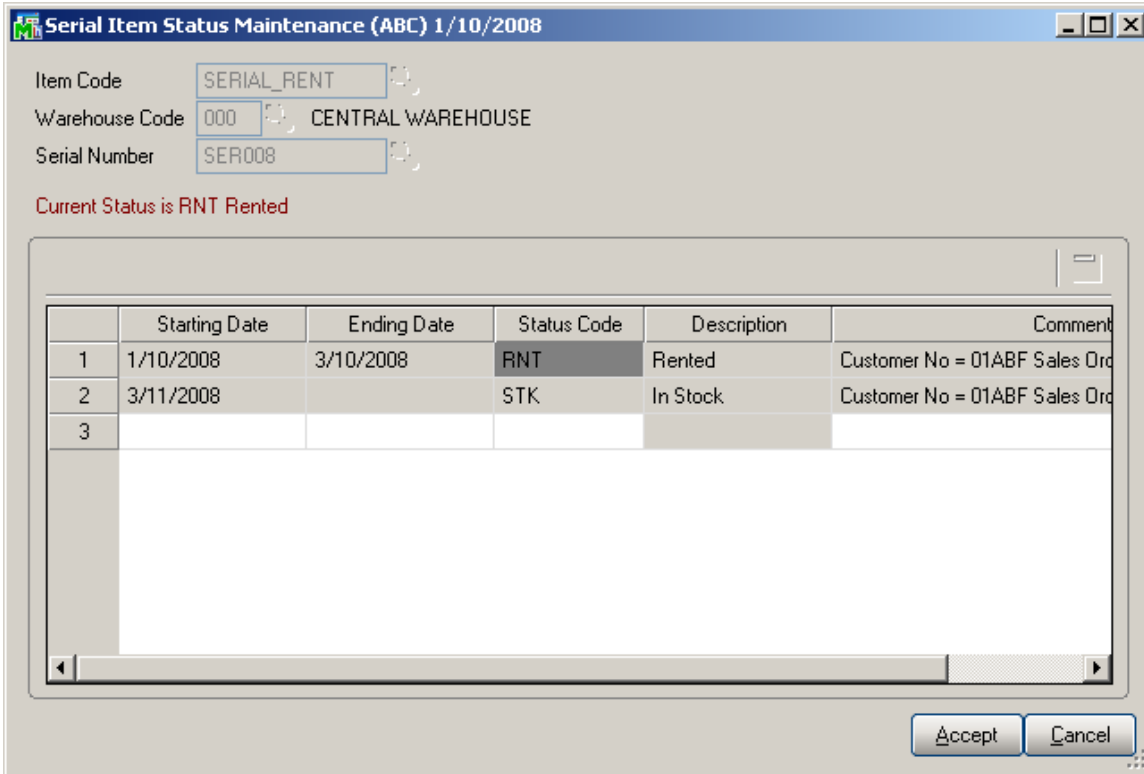 Serial Item Status Maintenance (ABC) 1/10/2008
Item Code SERIAL_RENT
Warehouse Code 000 CENTRAL WAREHOUSE
Serial Number SER008
Current Status is RNT Rented
Starting Date Ending Date Status Code Description Comment
1 1/10/2008 3/10/2008 RNT Rented Customer No = 01ABF Sales Ord
2 3/11/2008 STK In Stock Customer No = 01ABF Sales Ord
3
Accept Cancel